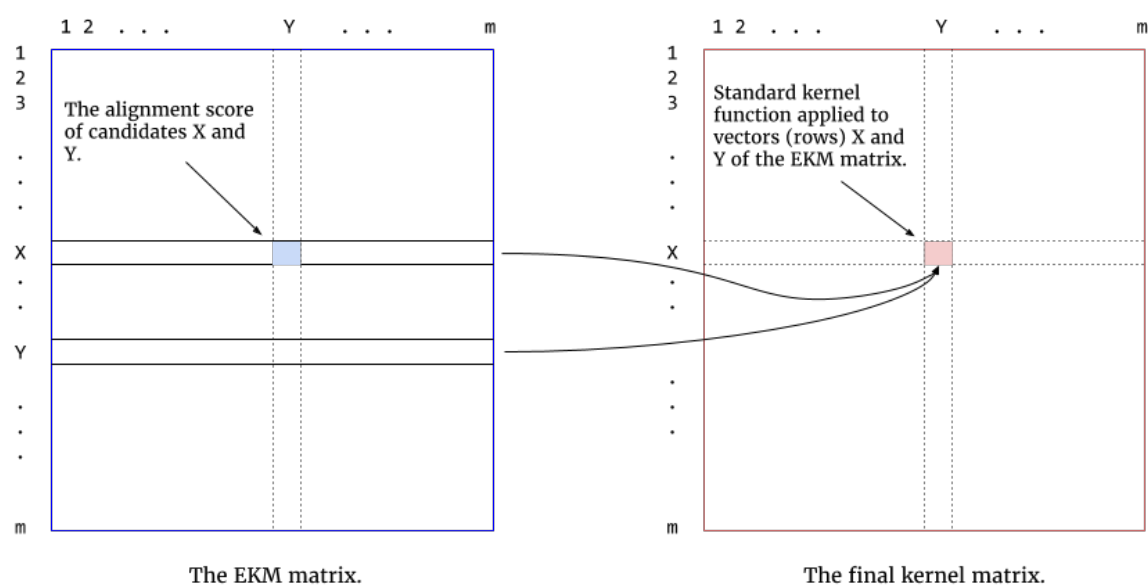 1 2 . . . Y . . . m
1
2
3
.
.
.
X
.
.
Y
.
.
.
m
The alignment score
of candidates X and
Y.
The EKM matrix.
1 2 . . . Y . . . m
1
2
3
.
.
.
X
.
.
.
m
Standard kernel
function applied to
vectors (rows) X and
Y of the EKM matrix.
The final kernel matrix.